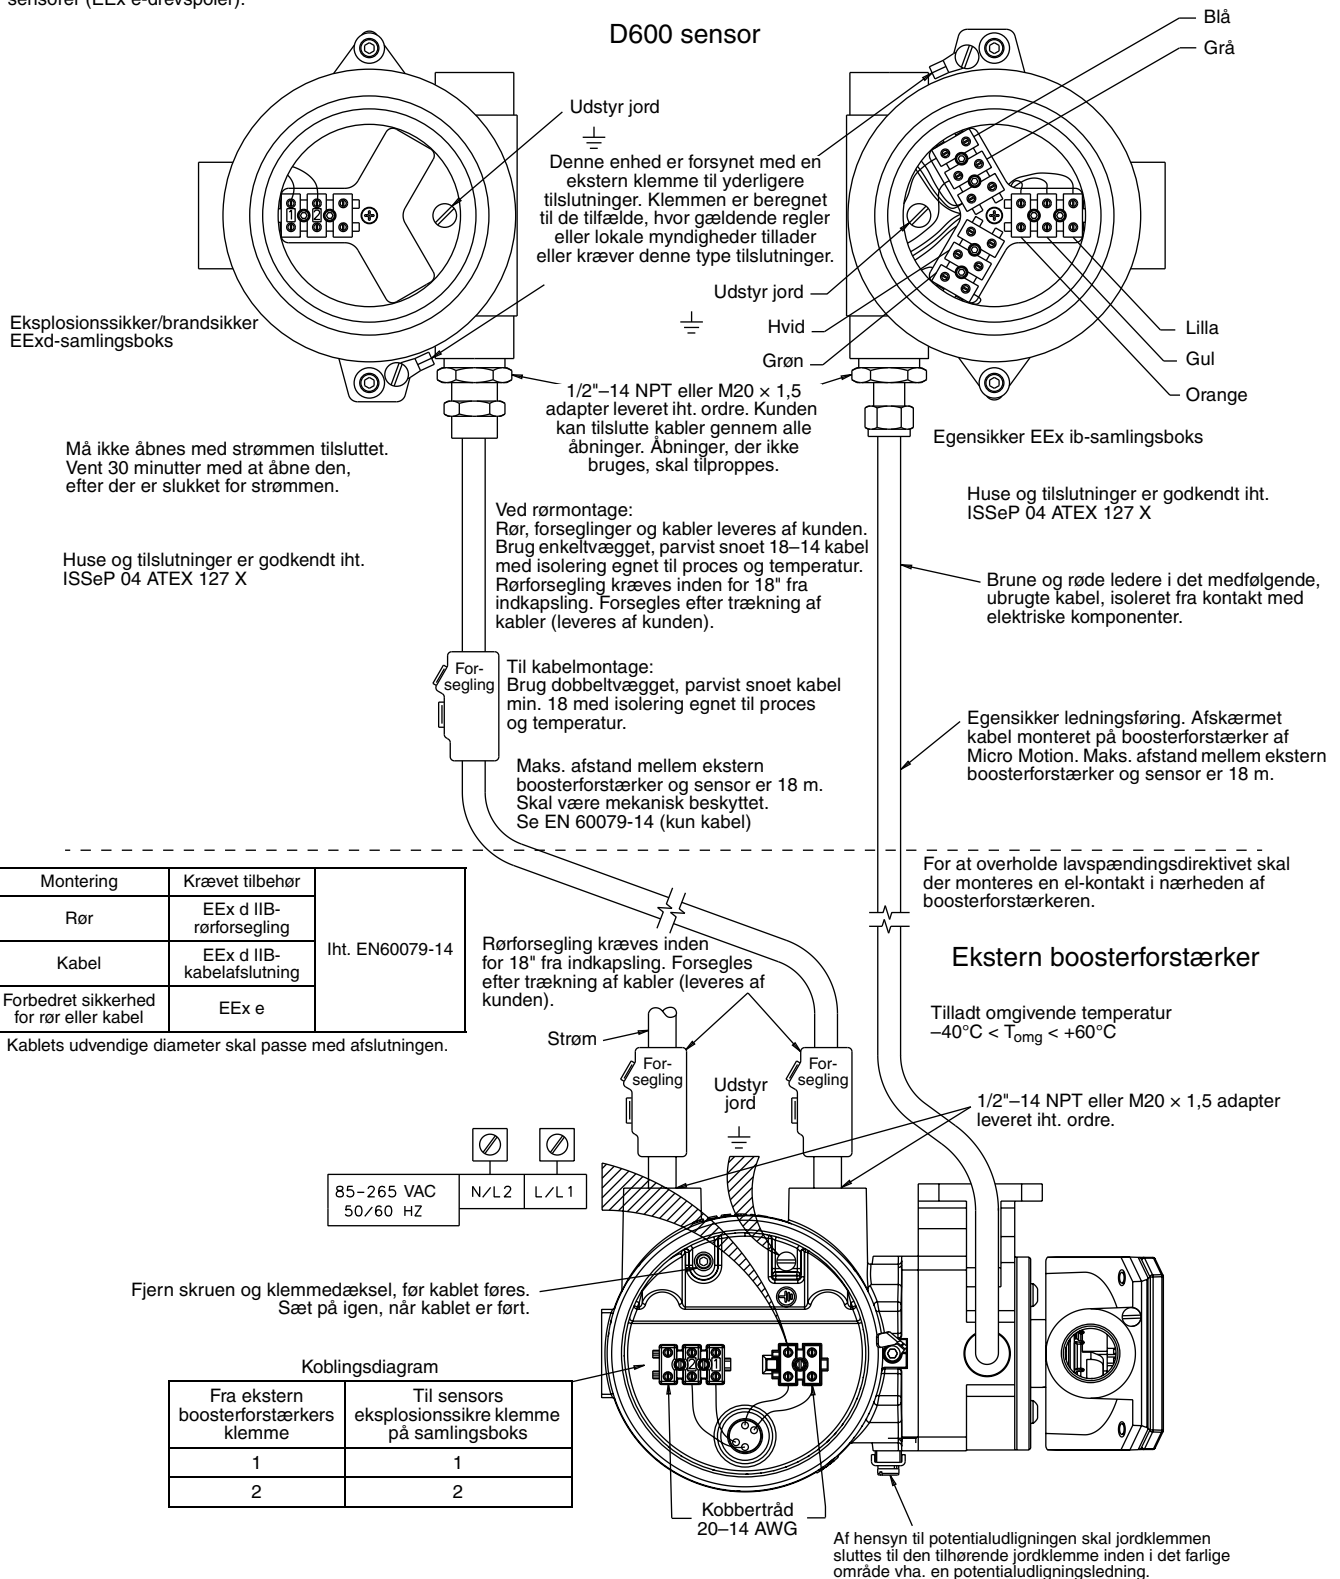 sensorer (EEx e-drevspoler).
D600 sensor
Blå
Grå
Udstyr jord
Denne enhed er forsynet med en
ekstern klemme til yderligere
tilslutninger. Klemmen er beregnet
til de tilfælde, hvor gældende regler
eller lokale myndigheder tillader
eller kræver denne type tilslutninger.
1
2
Udstyr jord
Hvid
Grøn
Lilla
Gul
Orange
Eksplosionssikker/brandsikker
EExd-samlingsboks
1/2"–14 NPT eller M20 × 1,5
adapter leveret iht. ordre. Kunden
kan tilslutte kabler gennem alle
åbninger. Åbninger, der ikke
bruges, skal tilproppes.
Egensikker EEx ib-samlingsboks
Må ikke åbnes med strømmen tilsluttet.
Vent 30 minutter med at åbne den,
efter der er slukket for strømmen.
Huse og tilslutninger er godkendt iht.
ISSeP 04 ATEX 127 X
Ved rørmontage:
Rør, forseglinger og kabler leveres af kunden.
Brug enkeltvægget, parvist snoet 18–14 kabel
med isolering egnet til proces og temperatur.
Rørforsegling kræves inden for 18" fra
indkapsling. Forsegles efter trækning af
kabler (leveres af kunden).
Huse og tilslutninger er godkendt iht.
ISSeP 04 ATEX 127 X
Brune og røde ledere i det medfølgende,
ubrugte kabel, isoleret fra kontakt med
elektriske komponenter.
For-
segling
Til kabelmontage:
Brug dobbeltvægget, parvist snoet kabel
min. 18 med isolering egnet til proces
og temperatur.
Egensikker ledningsføring. Afskærmet
kabel monteret på boosterforstærker af
Micro Motion. Maks. afstand mellem ekstern
boosterforstærker og sensor er 18 m.
Maks. afstand mellem ekstern
boosterforstærker og sensor er 18 m.
Skal være mekanisk beskyttet.
Se EN 60079-14 (kun kabel)
For at overholde lavspændingsdirektivet skal
der monteres en el-kontakt i nærheden af
boosterforstærkeren.
Montering
Krævet tilbehør
Rør
EEx d IIB-
rørforsegling
Iht. EN60079-14
Kabel
EEx d IIB-
kabelafslutning
Forbedret sikkerhed
for rør eller kabel
EEx e
Kablets udvendige diameter skal passe med afslutningen.
Rørforsegling kræves inden
for 18" fra indkapsling. Forsegles
efter trækning af kabler (leveres af
kunden).
Ekstern boosterforstærker
Tilladt omgivende temperatur
–40°C < Tomg < +60°C
Strøm
For-
segling
Udstyr
jord
For-
segling
1/2"–14 NPT eller M20 × 1,5 adapter
leveret iht. ordre.
85-265 VAC
50/60 HZ
N/L2
L/L1
Fjern skruen og klemmedæksel, før kablet føres.
Sæt på igen, når kablet er ført.
2
1
Koblingsdiagram
Fra ekstern
boosterforstærkers
klemme
Til sensors
eksplosionssikre klemme
på samlingsboks
1
1
2
2
Kobbertråd
20–14 AWG
Af hensyn til potentialudligningen skal jordklemmen
sluttes til den tilhørende jordklemme inden i det farlige
område vha. en potentialudligningsledning.